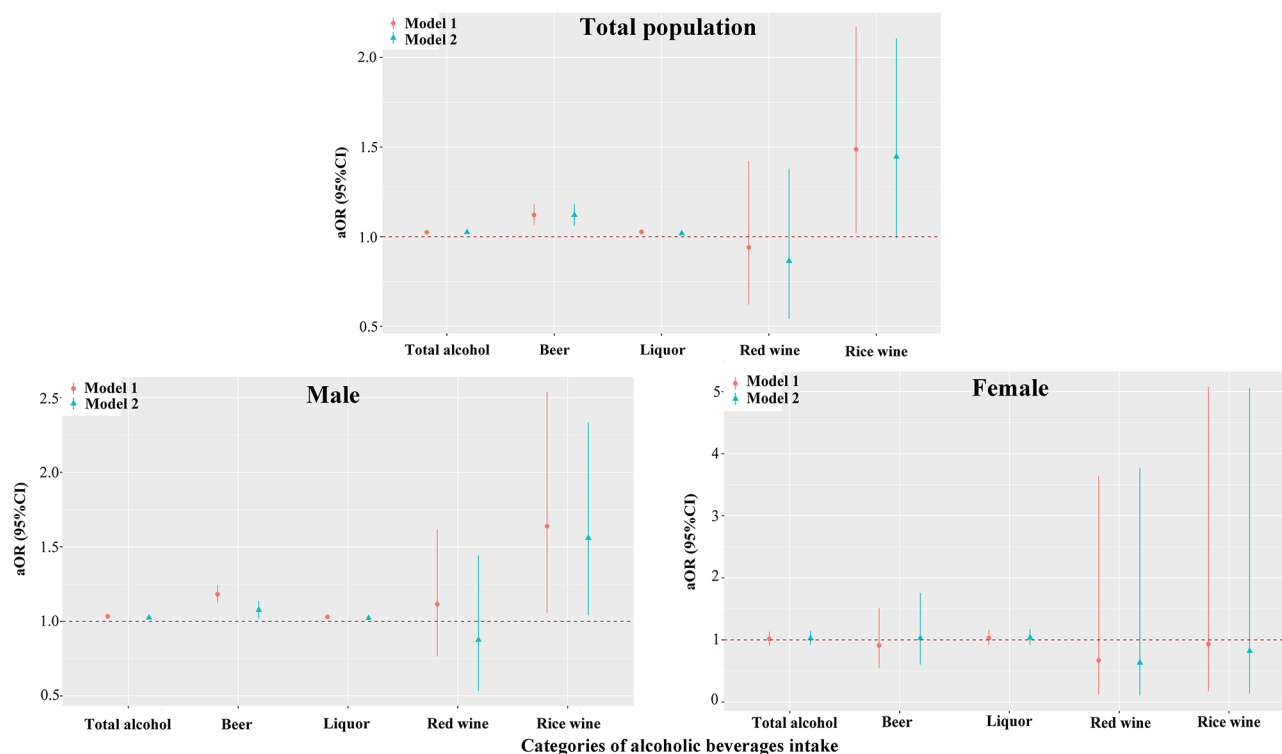 Total population
Model 1
Model 2
aOR (95%CI)
2.0
1.5
1.0
0.5
Total alcohol Beer Liquor Red wine Rice wine
Male
Model 1
Model 2
aOR (95%CI)
2.5
2.0
1.5
1.0
0.5
Total alcohol Beer Liquor Red wine Rice wine
Female
Model 1
Model 2
aOR (95%CI)
5
4
3
2
1
0
Total alcohol Beer Liquor Red wine Rice wine
Categories of alcoholic beverages intake